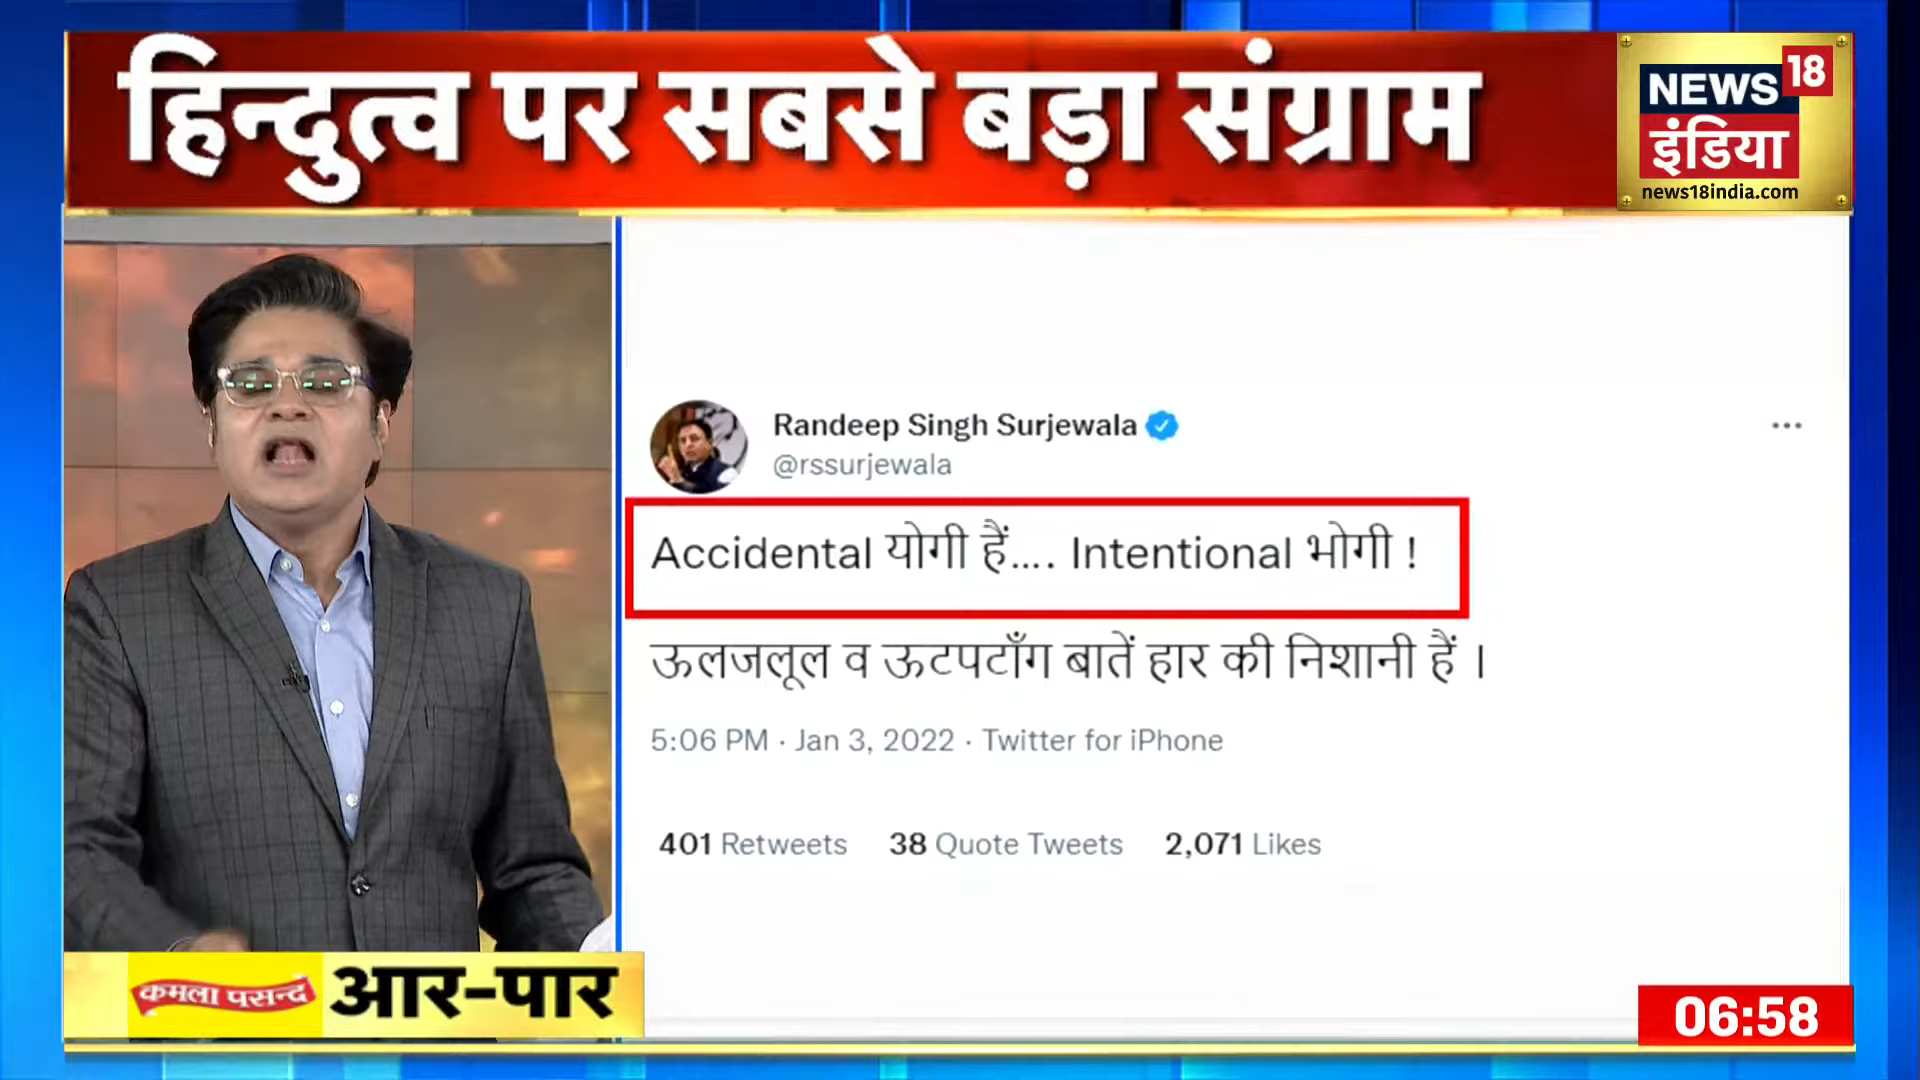 हिन्दुत्व पर सबसे बड़ा संग्राम
NEWS 18
इंडिया
news18india.com
Randeep Singh Surjewala
@rssurjewala
Accidental योगी हैं.... Intentional भोगी !
ऊलजलूल व ऊटपटाँग बातें हार की निशानी हैं ।
5:06 PM · Jan 3, 2022 · Twitter for iPhone
401 Retweets 38 Quote Tweets 2,071 Likes
कमला पसन्द आर-पार
06:58